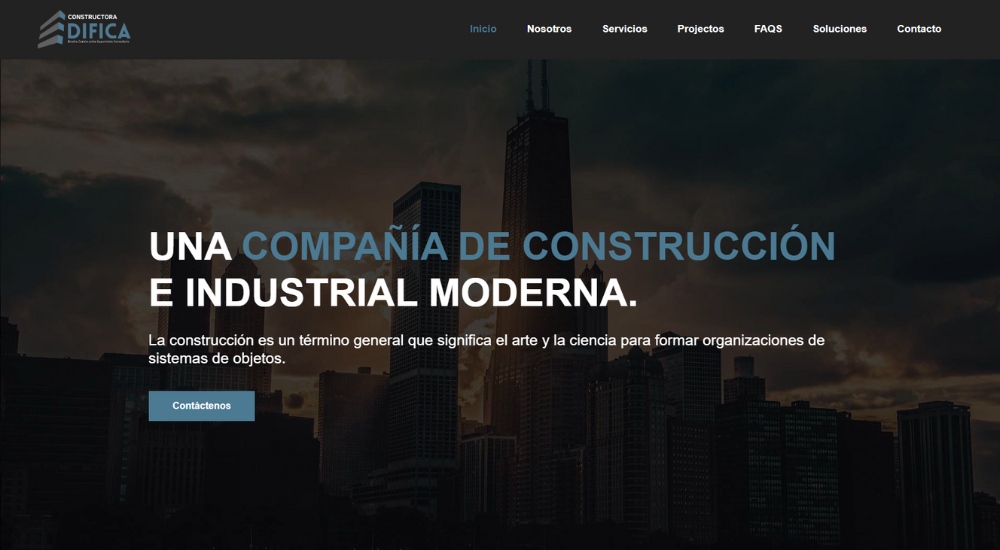 CONSTRUCTORA
DIFICA
Inicio
Nosotros
Servicios
Projectos
FAQS
Soluciones
Contacto
UNA COMPAÑÍA DE CONSTRUCCIÓN
E INDUSTRIAL MODERNA.
La construcción es un término general que significa el arte y la ciencia para formar organizaciones de
sistemas de objetos.
Contáctenos